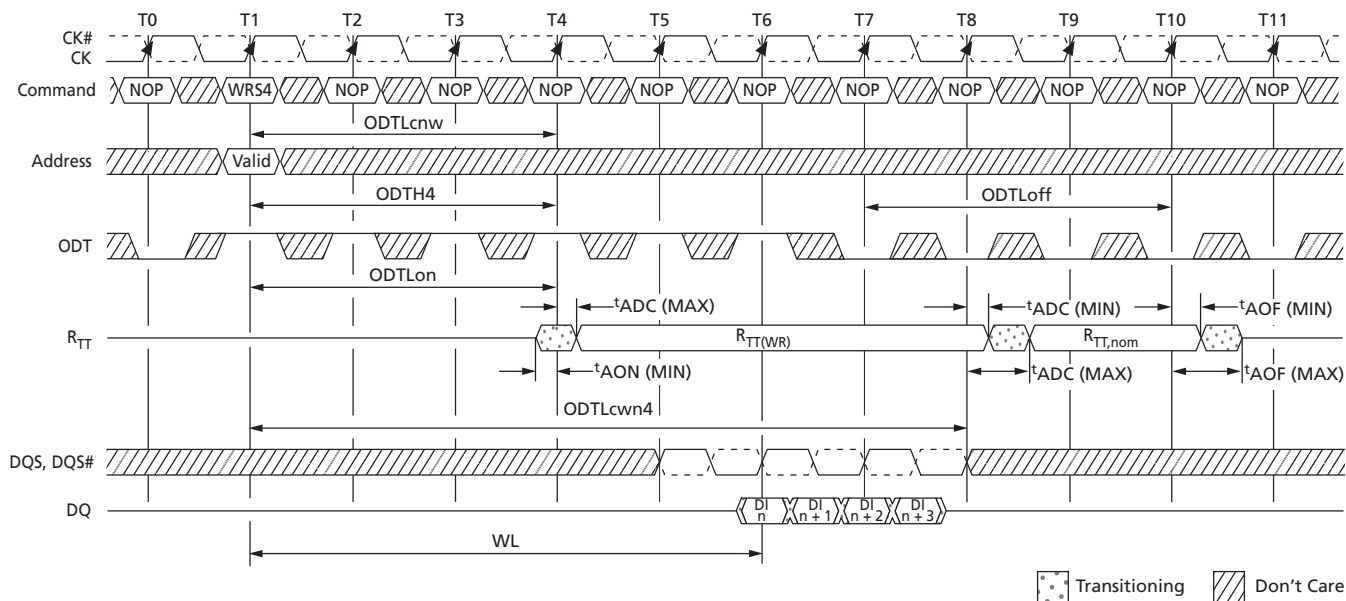 T0 T1 T2 T3 T4 T5 T6 T7 T8 T9 T10 T11
CK#
CK
Command NOP WRS4 NOP NOP NOP NOP NOP NOP NOP NOP NOP NOP
ODTLcnw
Address Valid
ODTH4 ODTLoff
ODT
ODTLon
tADC (MAX) tADC (MIN) tAOF (MIN)
RTT RTT(WR) RTT,nom
tAON (MIN) tADC (MAX) tAOF (MAX)
ODTLcwn4
DQS, DQS#
DQ DI n DI n + 1 DI n + 2 DI n + 3
WL
Transitioning Don't Care